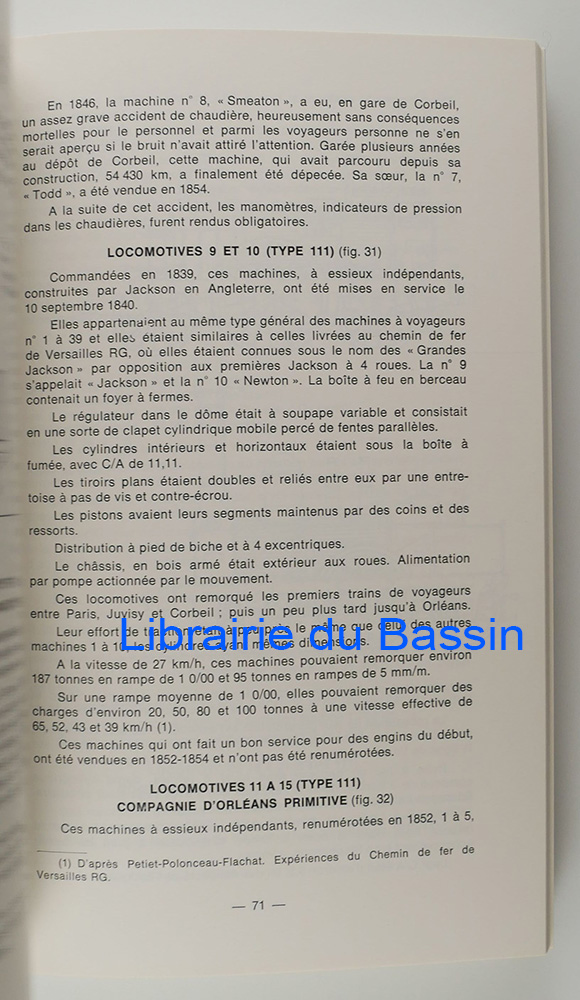 En 1846, la machine n° 8, « Smeaton », a eu, en gare de Corbeil,
un assez grave accident de chaudière, heureusement sans conséquences
mortelles pour le personnel et parmi les voyageurs personne ne s'en
serait aperçu si le bruit n'avait attiré l'attention. Garée plusieurs années
au dépôt de Corbeil, cette machine, qui avait parcouru depuis sa
construction, 54 430 km, a finalement été dépecée. Sa sœur, la n° 7,
« Todd », a été vendue en 1854.
A la suite de cet accident, les manomètres, indicateurs de pression
dans les chaudières, furent rendus obligatoires.
LOCOMOTIVES 9 ET 10 (TYPE 111) (fig. 31)
Commandées en 1839, ces machines, à essieux indépendants,
construites par Jackson en Angleterre, ont été mises en service le
10 septembre 1840.
Elles appartenaient au même type général des machines à voyageurs
n° 1 à 39 et elles étaient similaires à celles livrées au chemin de fer
de Versailles RG, où elles étaient connues sous le nom des « Grandes
Jackson » par opposition aux premières Jackson à 4 roues. La n° 9
s'appelait « Jackson » et la n° 10 « Newton ». La boîte à feu en berceau
contenait un foyer à fermes.
Le régulateur dans le dôme était à soupape variable et consistait
en une sorte de clapet cylindrique mobile percé de fentes parallèles.
Les cylindres intérieurs et horizontaux étaient sous la boîte à
fumée, avec C/A de 11,11.
Les tiroirs plans étaient doubles et reliés entre eux par une entre-
toise à pas de vis et contre-écrou.
Les pistons avaient leurs segments maintenus par des coins et des
ressorts.
Distribution à pied de biche et à 4 excentriques.
Le châssis, en bois armé était extérieur aux roues. Alimentation
par pompe actionnée par le mouvement.
Ces locomotives ont remorqué les premiers trains de voyageurs
entre Paris, Juvisy et Corbeil ; puis un peu plus tard jusqu'à Orléans.
Leur effort de traction était à peu près le même que celui des autres
machines 1 à 10, les cylindres ayant mêmes dimensions.
Librairie du Bassin
A la vitesse de 27 km/h, ces machines pouvaient remorquer environ
187 tonnes en rampe de 1 0/00 et 95 tonnes en rampes de 5 mm/m.
Sur une rampe moyenne de 1 0/00, elles pouvaient remorquer des
charges d'environ 20, 50, 80 et 100 tonnes à une vitesse effective de
65, 52, 43 et 39 km/h (1).
Ces machines qui ont fait un bon service pour des engins du début,
ont été vendues en 1852-1854 et n'ont pas été renumérotées.
LOCOMOTIVES 11 A 15 (TYPE 111)
COMPAGNIE D'ORLÉANS PRIMITIVE (fig. 32)
Ces machines à essieux indépendants, renumérotées en 1852, 1 à 5,
(1) D'après Petiet-Polonceau-Flachat. Expériences du Chemin de fer de
Versailles RG.
— 71 —